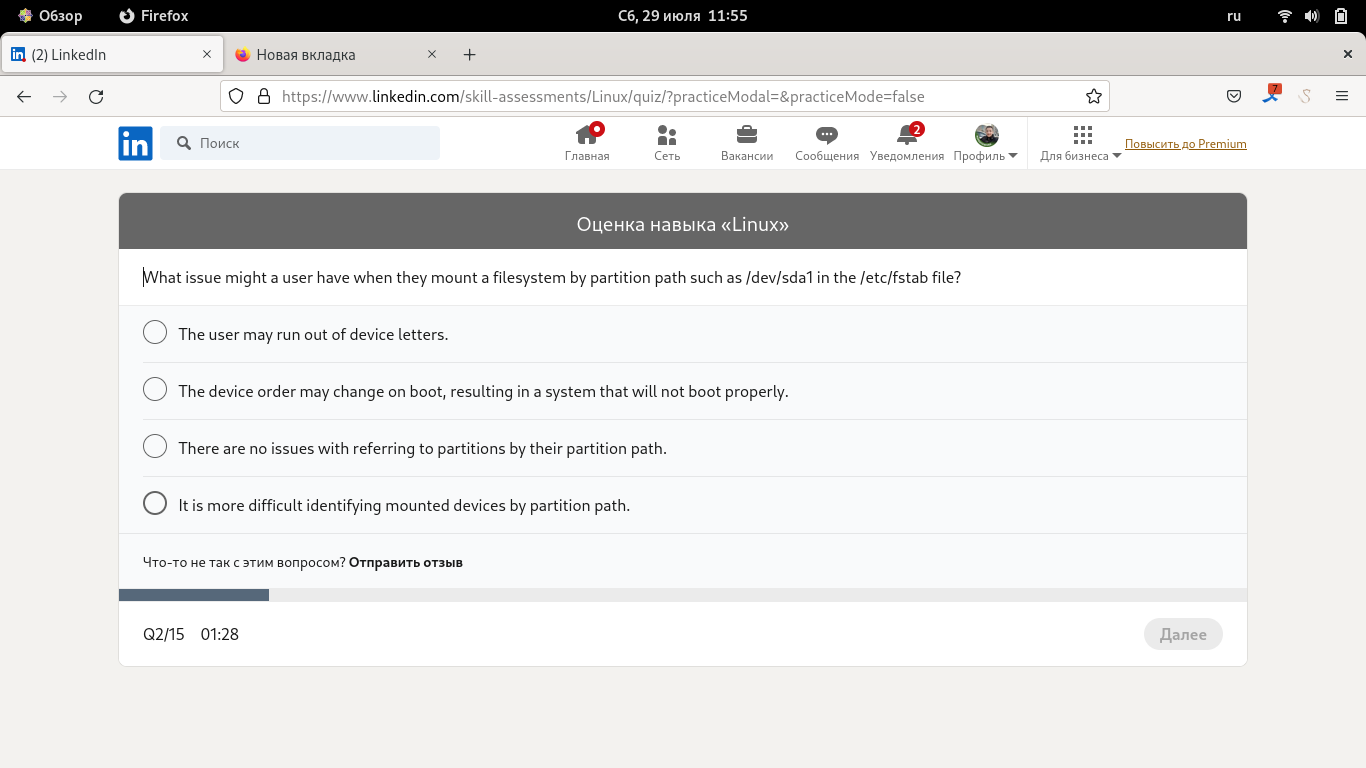 Обзор Firefox Сб, 29 июля 11:55 ru
(2) LinkedIn Новая вкладка
https://www.linkedin.com/skill-assessments/Linux/quiz/?practiceModal=&practiceMode=false 7
in Поиск Главная Сеть Вакансии Сообщения 2 Уведомления Профиль Для бизнеса Повысить до Premium
Оценка навыка «Linux»
What issue might a user have when they mount a filesystem by partition path such as /dev/sda1 in the /etc/fstab file?
The user may run out of device letters.
The device order may change on boot, resulting in a system that will not boot properly.
There are no issues with referring to partitions by their partition path.
It is more difficult identifying mounted devices by partition path.
Что-то не так с этим вопросом? Отправить отзыв
Q2/15 01:28 Далее